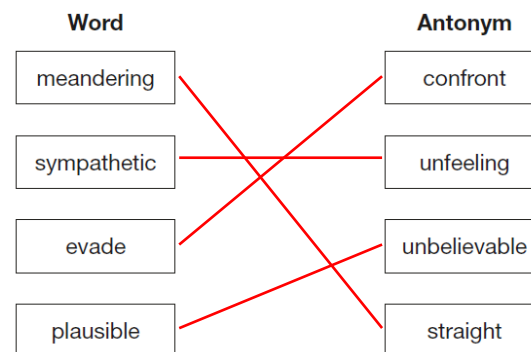 Word Antonym
meandering confront
sympathetic unfeeling
evade unbelievable
plausible straight